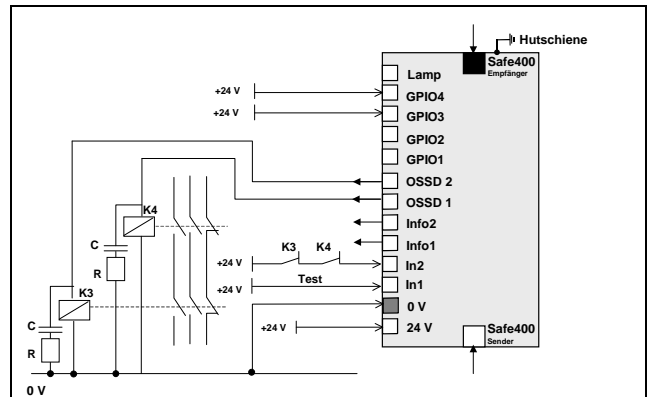 Hutschiene
Safe400
Empfänger
Lamp
+24 V
GPIO4
+24 V
GPIO3
GPIO2
GPIO1
OSSD 2
OSSD 1
K4
Info2
Info1
C
K3 K4
+24 V
In2
R
+24 V
Test
In1
K3
0 V
C
+24 V
24 V
Safe400
Sender
R
0 V